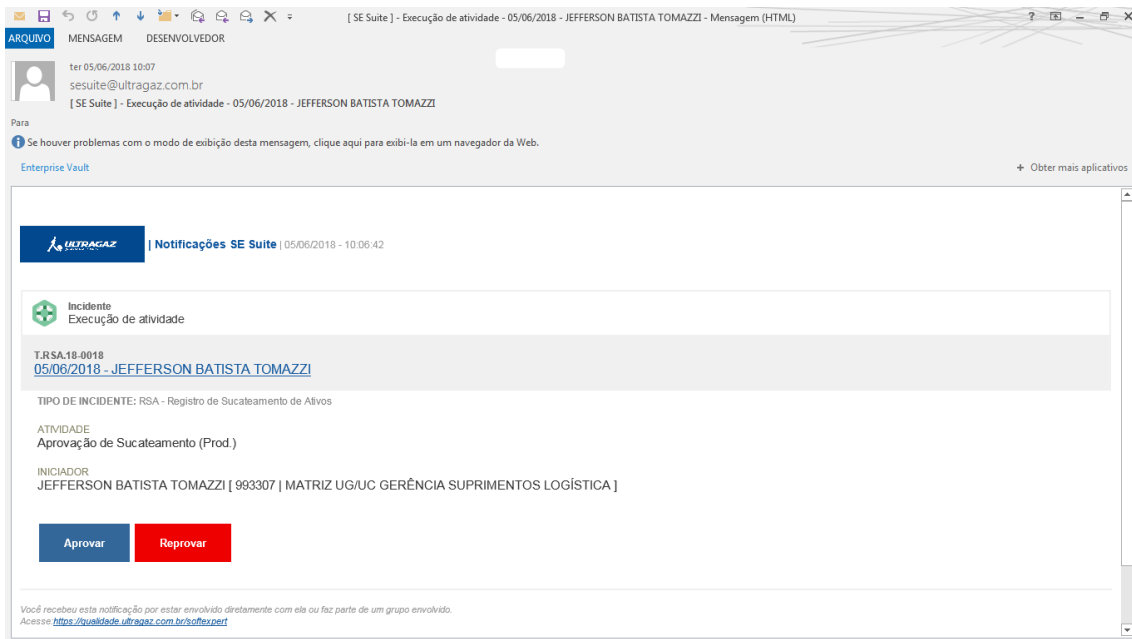 [ SE Suite ] - Execução de atividade - 05/06/2018 - JEFFERSON BATISTA TOMAZZI - Mensagem (HTML)
ARQUIVO MENSAGEM DESENVOLVEDOR
ter 05/06/2018 10:07
sesuite@ultragaz.com.br
[ SE Suite ] - Execução de atividade - 05/06/2018 - JEFFERSON BATISTA TOMAZZI
Para
Se houver problemas com o modo de exibição desta mensagem, clique aqui para exibi-la em um navegador da Web.
Enterprise Vault + Obter mais aplicativos
ULTRAGAZ | Notificações SE Suite | 05/06/2018 - 10:06:42
Incidente
Execução de atividade
T.RSA.18-0018
05/06/2018 - JEFFERSON BATISTA TOMAZZI
TIPO DE INCIDENTE: RSA - Registro de Sucateamento de Ativos
ATIVIDADE
Aprovação de Sucateamento (Prod.)
INICIADOR
JEFFERSON BATISTA TOMAZZI [ 993307 | MATRIZ UG/UC GERÊNCIA SUPRIMENTOS LOGÍSTICA ]
Aprovar Reprovar
Você recebeu esta notificação por estar envolvido diretamente com ela ou faz parte de um grupo envolvido.
Acesse:https://qualidade.ultragaz.com.br/softexpert